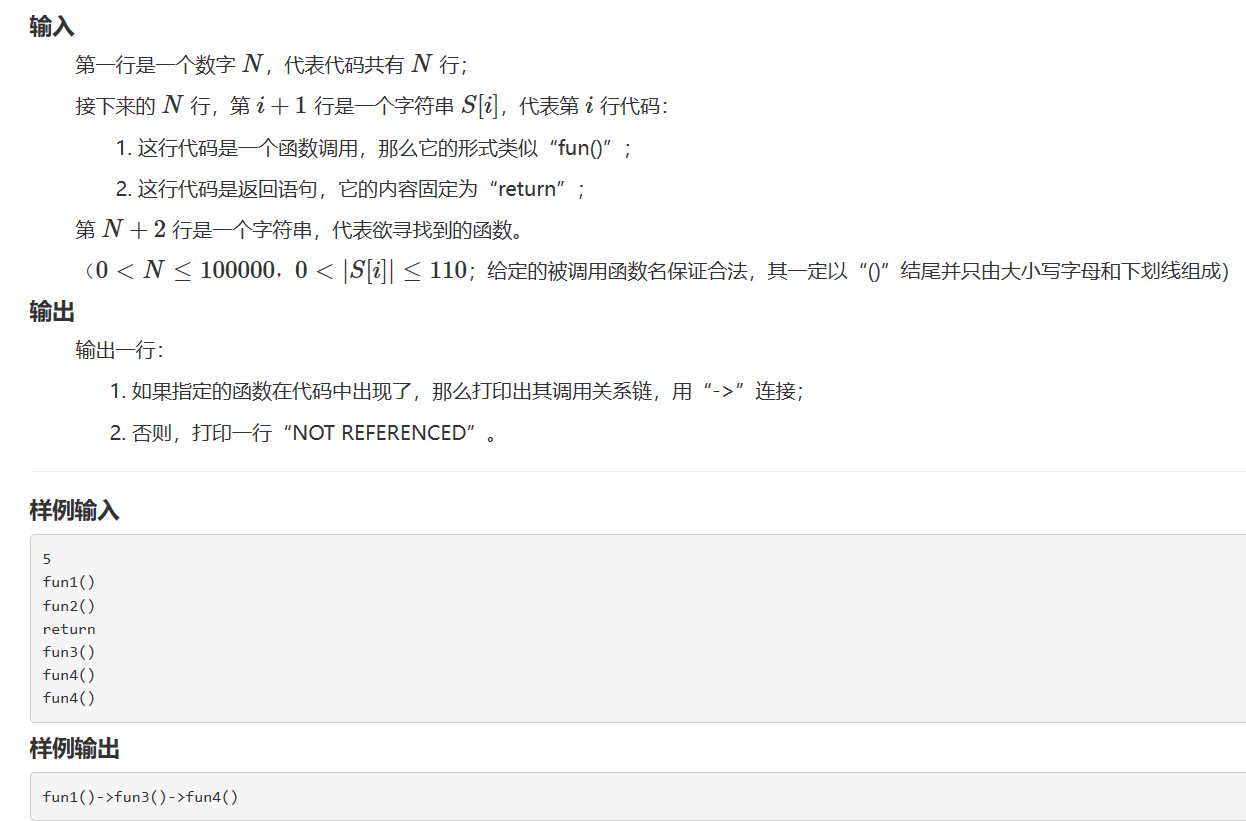 输入
第一行是一个数字 N，代表代码共有 N 行；
接下来的 N 行，第 i + 1 行是一个字符串 S[i]，代表第 i 行代码：
1. 这行代码是一个函数调用，那么它的形式类似“fun()”；
2. 这行代码是返回语句，它的内容固定为“return”；
第 N + 2 行是一个字符串，代表欲寻找到的函数。
（0 < N ≤ 100000，0 < |S[i]| ≤ 110；给定的被调用函数名保证合法，其一定以“()”结尾并只由大小写字母和下划线组成）
输出
输出一行：
1. 如果指定的函数在代码中出现了，那么打印出其调用关系链，用“->”连接；
2. 否则，打印一行“NOT REFERENCED”。
样例输入
5
fun1()
fun2()
return
fun3()
fun4()
fun4()
样例输出
fun1()->fun3()->fun4()